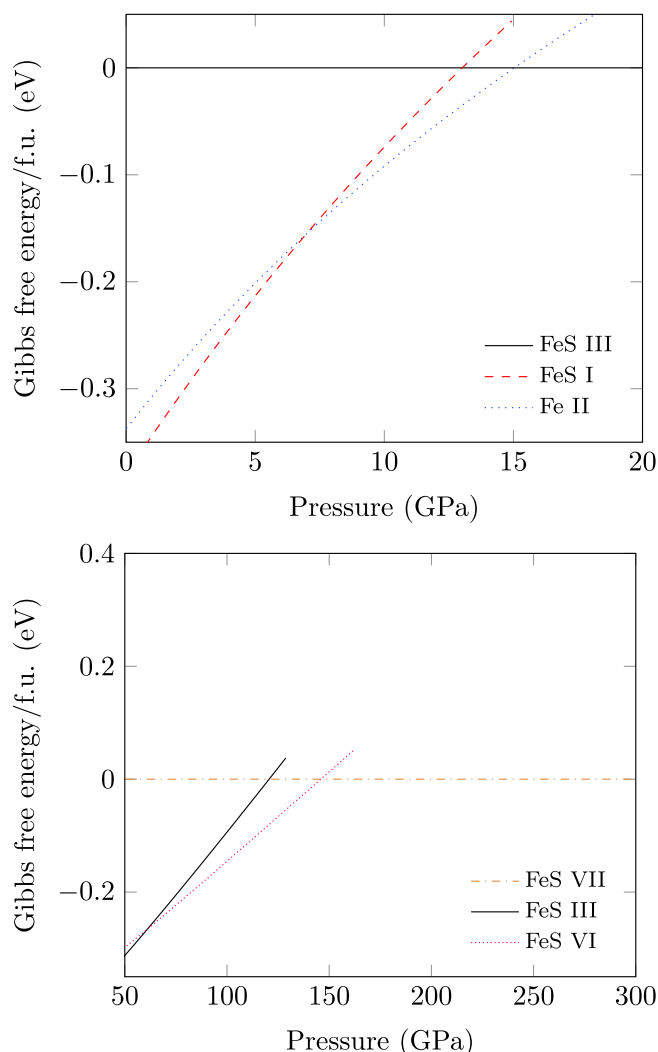 Gibbs free energy/f.u. (eV)
0
−0.1
−0.2
−0.3
FeS III
FeS I
Fe II
0 5 10 15 20
Pressure (GPa)
Gibbs free energy/f.u. (eV)
0.4
0.2
0
−0.2
FeS VII
FeS III
FeS VI
50 100 150 200 250 300
Pressure (GPa)